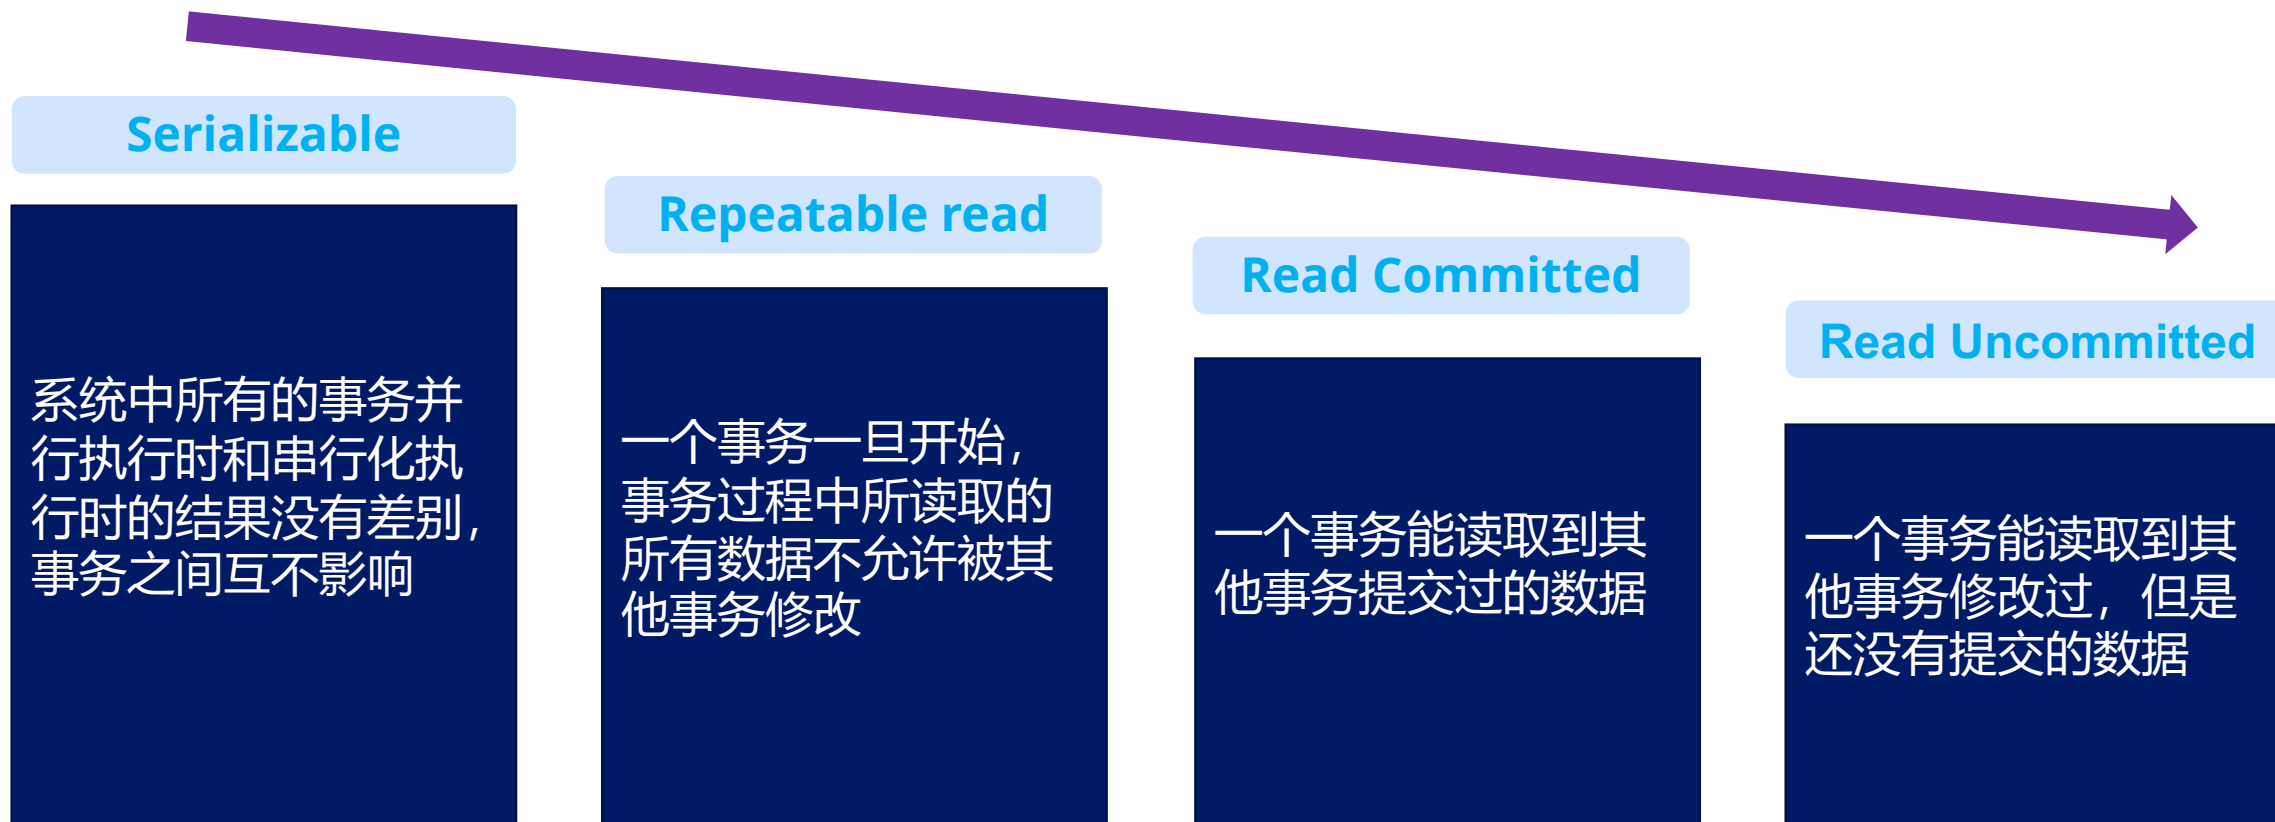 Serializable
系统中所有的事务并
行执行时和串行化执
行时的结果没有差别，
事务之间互不影响
Repeatable read
一个事务一旦开始，
事务过程中所读取的
所有数据不允许被其
他事务修改
Read Committed
一个事务能读取到其
他事务提交过的数据
Read Uncommitted
一个事务能读取到其
他事务修改过，但是
还没有提交的数据